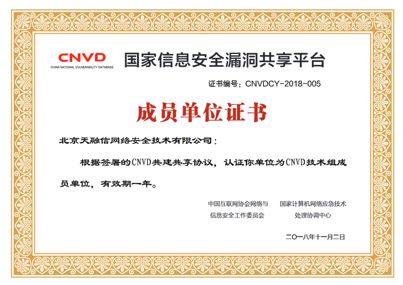 CNVD
CHINA NATIONAL VULNERABILITY DATABASE
国家信息安全漏洞共享平台
证书编号：CNVDCY-2018-005
成员单位证书
北京天融信网络安全技术有限公司：
根据签署的CNVD共建共享协议，认证你单位为CNVD技术组成
员单位，有效期一年。
中国互联网协会网络与
信息安全工作委员会
国家计算机网络应急技术
处理协调中心
二〇一八年十一月二日